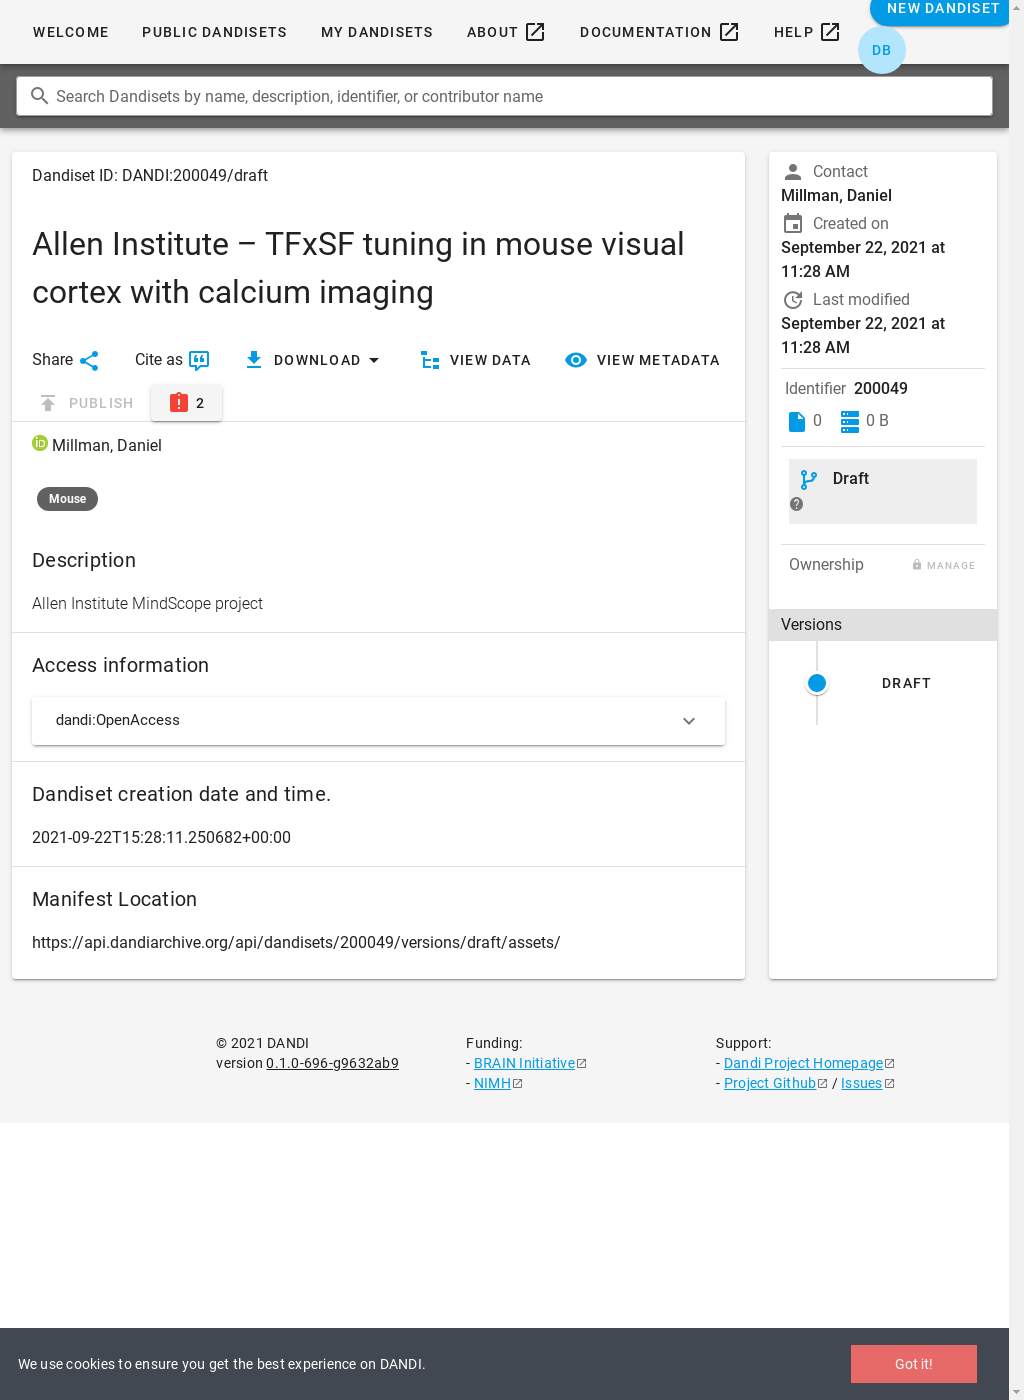 WELCOME PUBLIC DANDISETS MY DANDISETS ABOUT DOCUMENTATION HELP NEW DANDISET
DB
Search Dandisets by name, description, identifier, or contributor name
Dandiset ID: DANDI:200049/draft
Allen Institute – TFxSF tuning in mouse visual
cortex with calcium imaging
Share Cite as DOWNLOAD VIEW DATA VIEW METADATA
PUBLISH 2
iD Millman, Daniel
Mouse
Description
Allen Institute MindScope project
Access information
dandi:OpenAccess
Dandiset creation date and time.
2021-09-22T15:28:11.250682+00:00
Manifest Location
https://api.dandiarchive.org/api/dandisets/200049/versions/draft/assets/
Contact
Millman, Daniel
Created on
September 22, 2021 at
11:28 AM
Last modified
September 22, 2021 at
11:28 AM
Identifier 200049
0 0 B
Draft
Ownership MANAGE
Versions
DRAFT
© 2021 DANDI
version 0.1.0-696-g9632ab9
Funding:
- BRAIN Initiative
- NIMH
Support:
- Dandi Project Homepage
- Project Github / Issues
We use cookies to ensure you get the best experience on DANDI.
Got it!